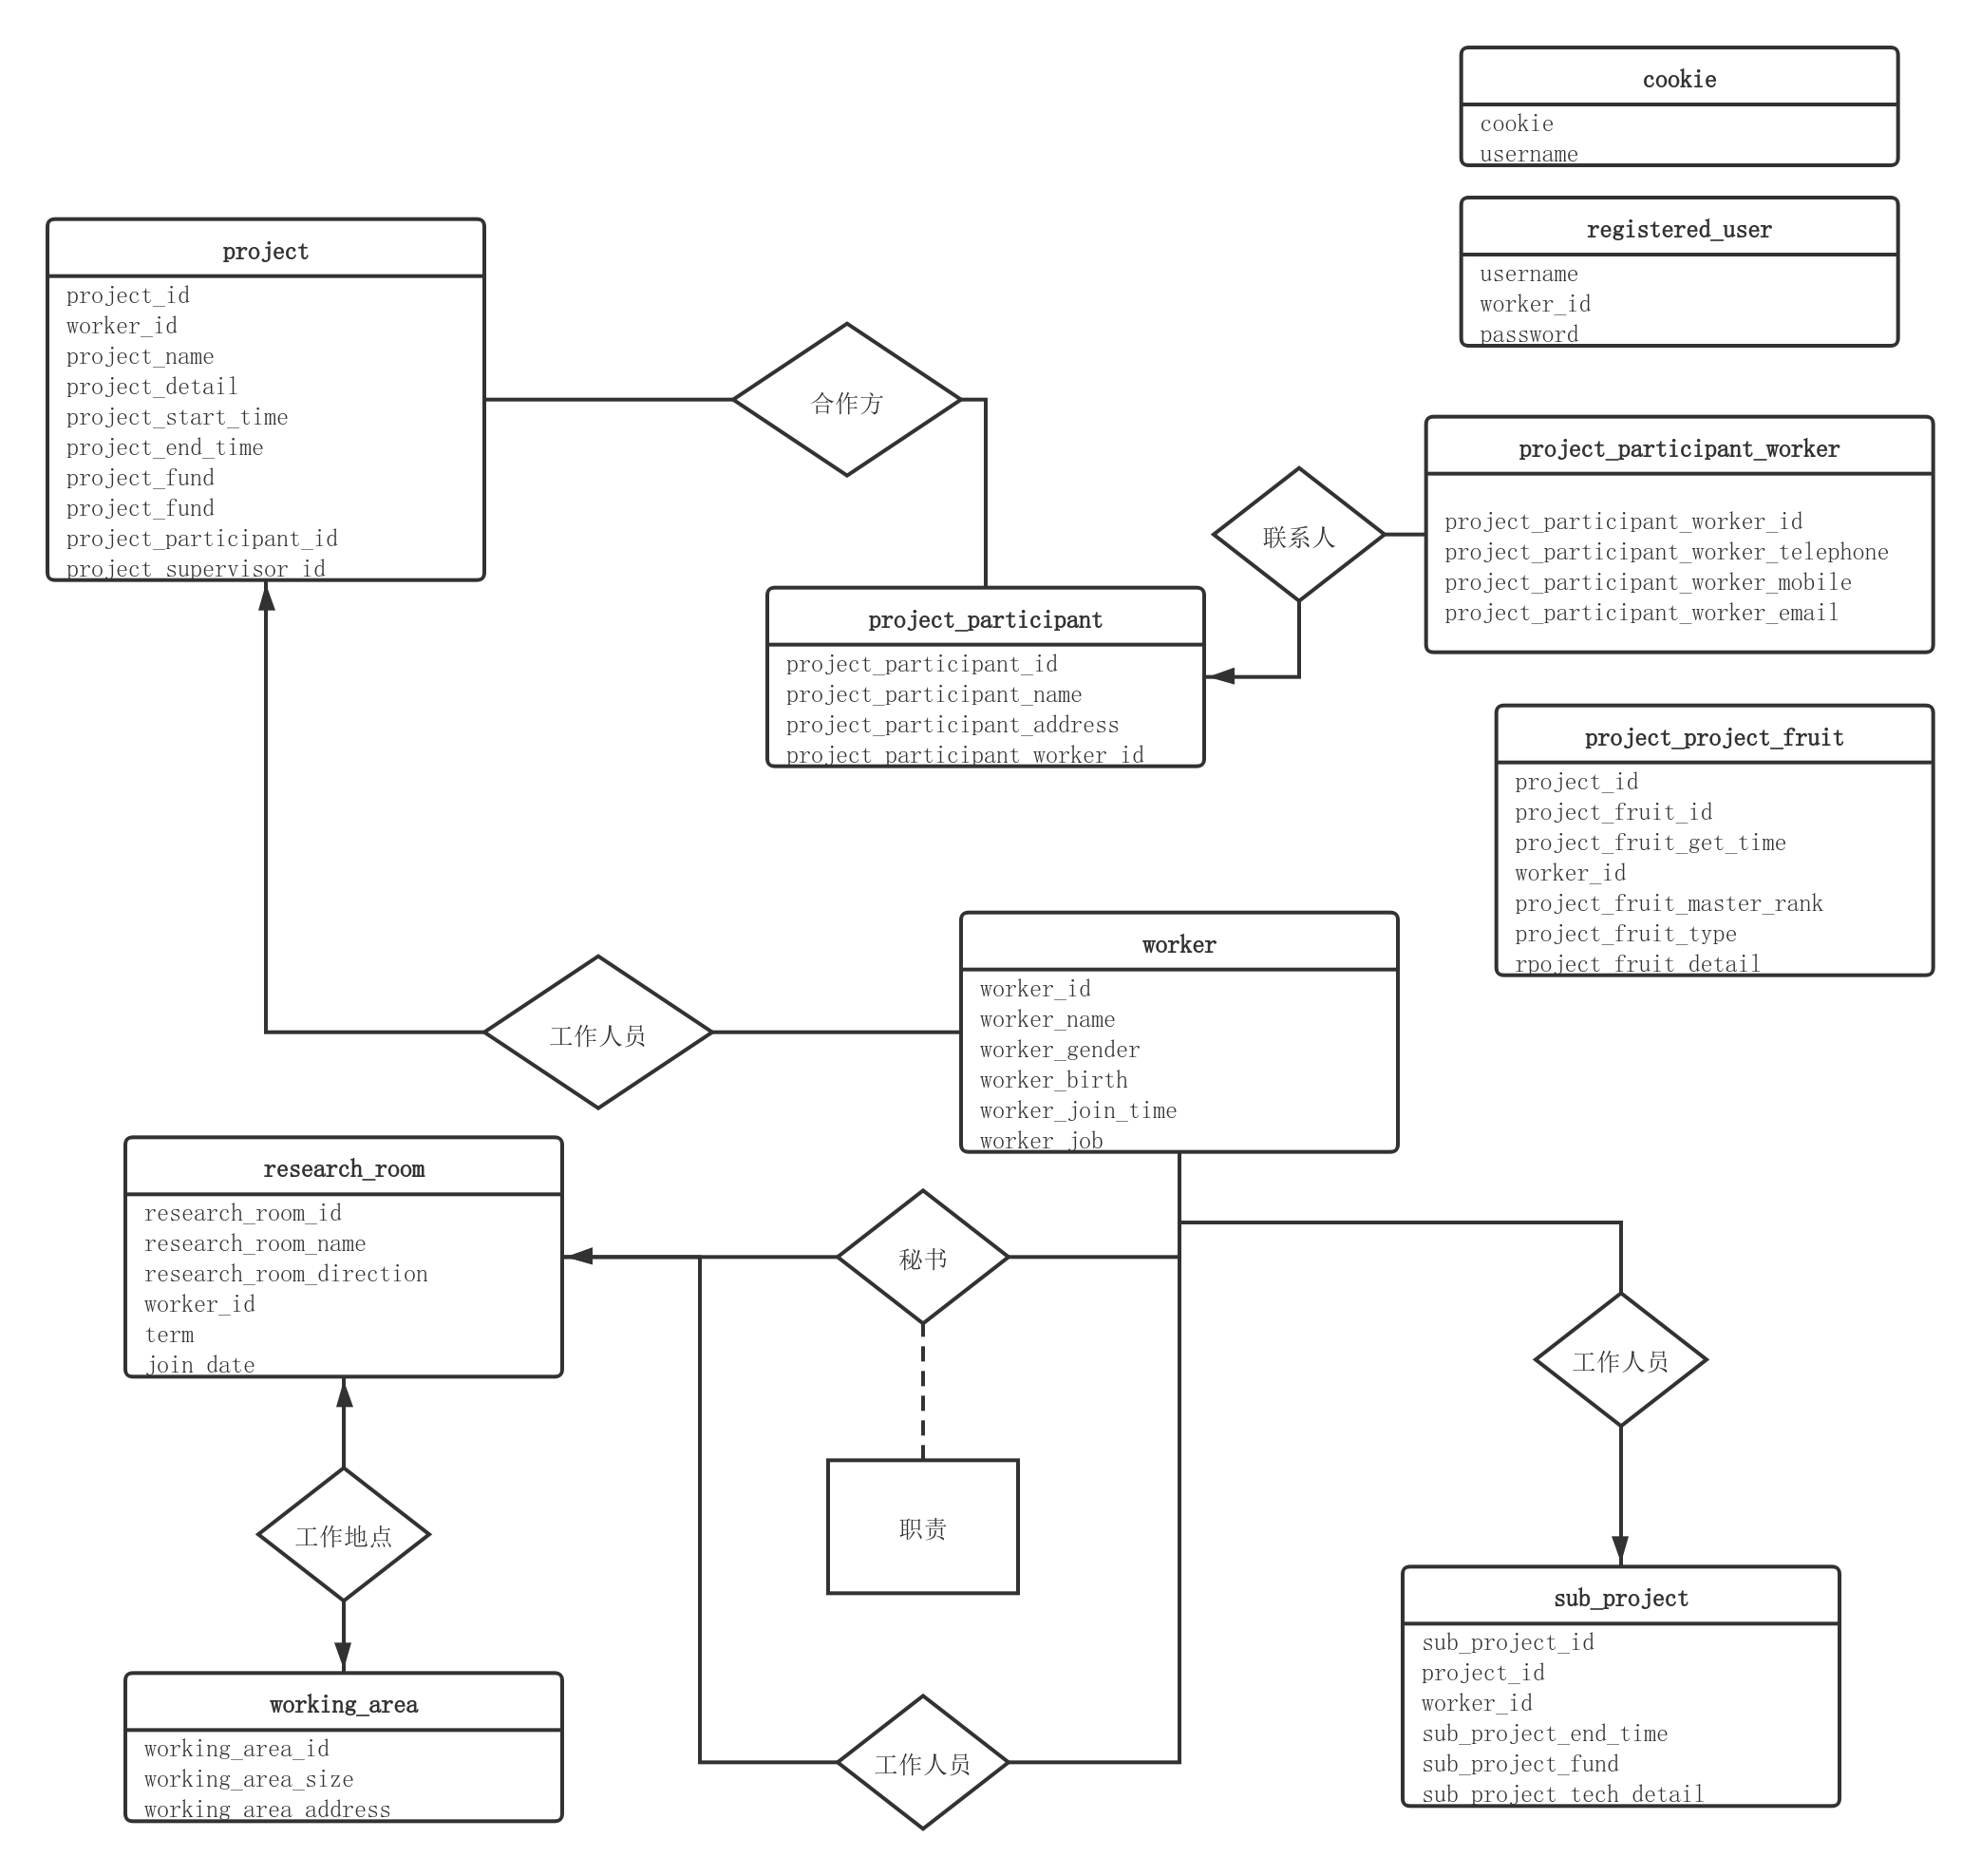 cookie
cookie
username
registered_user
username
worker_id
password
project
project_id
worker_id
project_name
project_detail
project_start_time
project_end_time
project_fund
project_fund
project_participant_id
project_supervisor_id
合作方
联系人
project_participant_worker
project_participant_worker_id
project_participant_worker_telephone
project_participant_worker_mobile
project_participant_worker_email
project_participant
project_participant_id
project_participant_name
project_participant_address
project_participant_worker_id
project_project_fruit
project_id
project_fruit_id
project_fruit_get_time
worker_id
project_fruit_master_rank
project_fruit_type
rpoject_fruit_detail
worker
worker_id
worker_name
worker_gender
worker_birth
worker_join_time
worker_job
工作人员
research_room
research_room_id
research_room_name
research_room_direction
worker_id
term
join_date
秘书
工作人员
职责
工作地点
sub_project
sub_project_id
project_id
worker_id
sub_project_end_time
sub_project_fund
sub_project_tech_detail
working_area
working_area_id
working_area_size
working_area_address
工作人员